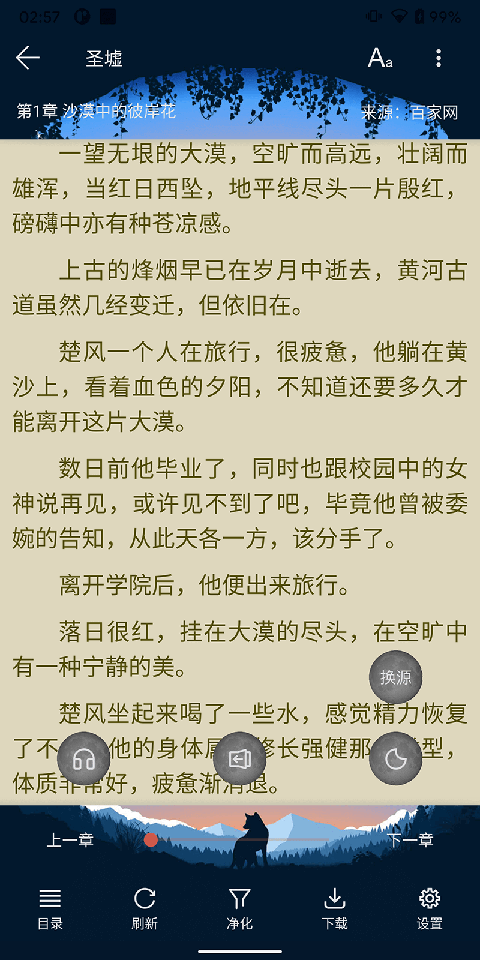 02:57
99%
圣墟
Aa
第1章 沙漠中的彼岸花
来源：百家网
一望无垠的大漠，空旷而高远，壮阔而
雄浑，当红日西坠，地平线尽头一片殷红，
磅礴中亦有种苍凉感。
上古的烽烟早已在岁月中逝去，黄河古
道虽然几经变迁，但依旧在。
楚风一个人在旅行，很疲惫，他躺在黄
沙上，看着血色的夕阳，不知道还要多久才
能离开这片大漠。
数日前他毕业了，同时也跟校园中的女
神说再见，或许见不到了吧，毕竟他曾被委
婉的告知，从此天各一方，该分手了。
离开学院后，他便出来旅行。
落日很红，挂在大漠的尽头，在空旷中
有一种宁静的美。
换源
楚风坐起来喝了一些水，感觉精力恢复
了不 他的身体属 修长强健那 型，
体质非常好，疲惫渐消退。
上一章
下一章
目录
刷新
净化
下载
设置